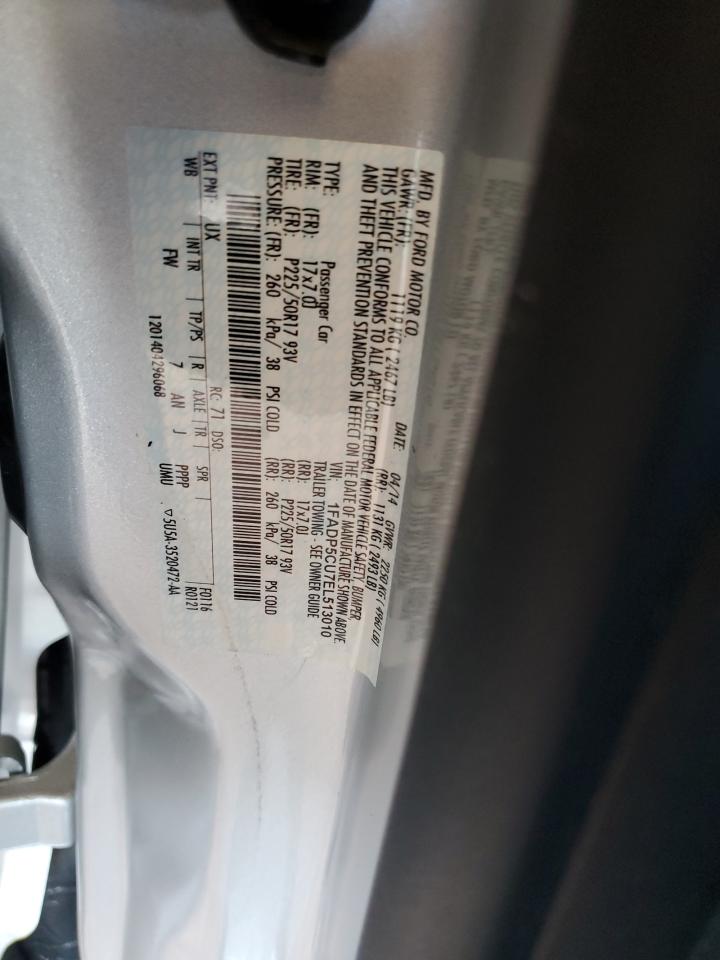 MFD. BY FORD MOTOR CO.
DATE: 04/14 GVWR: 2250 KG / 4960 LB)
GAWR: (FR): 1119 KG ( 2467 LB) (RR): 1131 KG ( 2493 LB)
THIS VEHICLE CONFORMS TO ALL APPLICABLE FEDERAL MOTOR VEHICLE SAFETY, BUMPER
AND THEFT PREVENTION STANDARDS IN EFFECT ON THE DATE OF MANUFACTURE SHOWN ABOVE.
VIN: 1FADP5CU7EL513010
TYPE: Passenger Car TRAILER TOWING - SEE OWNER GUIDE
RIM: (FR): 17x7.0J (RR): 17x7.0J
TIRE: (FR): P225/50R17 93V (RR): P225/50R17 93V
PRESSURE: (FR): 260 kPa/ 38 PSI COLD (RR): 260 kPa/ 38 PSI COLD
F0116
R0121
EXT PNT: UX RC: 71 DSO:
WB | INT TR | TP/PS | R | AXLE | TR | SPR |
FW 7 AN J PPPP
UMU
1201404296068
▽ 5U5A-3520472-AA